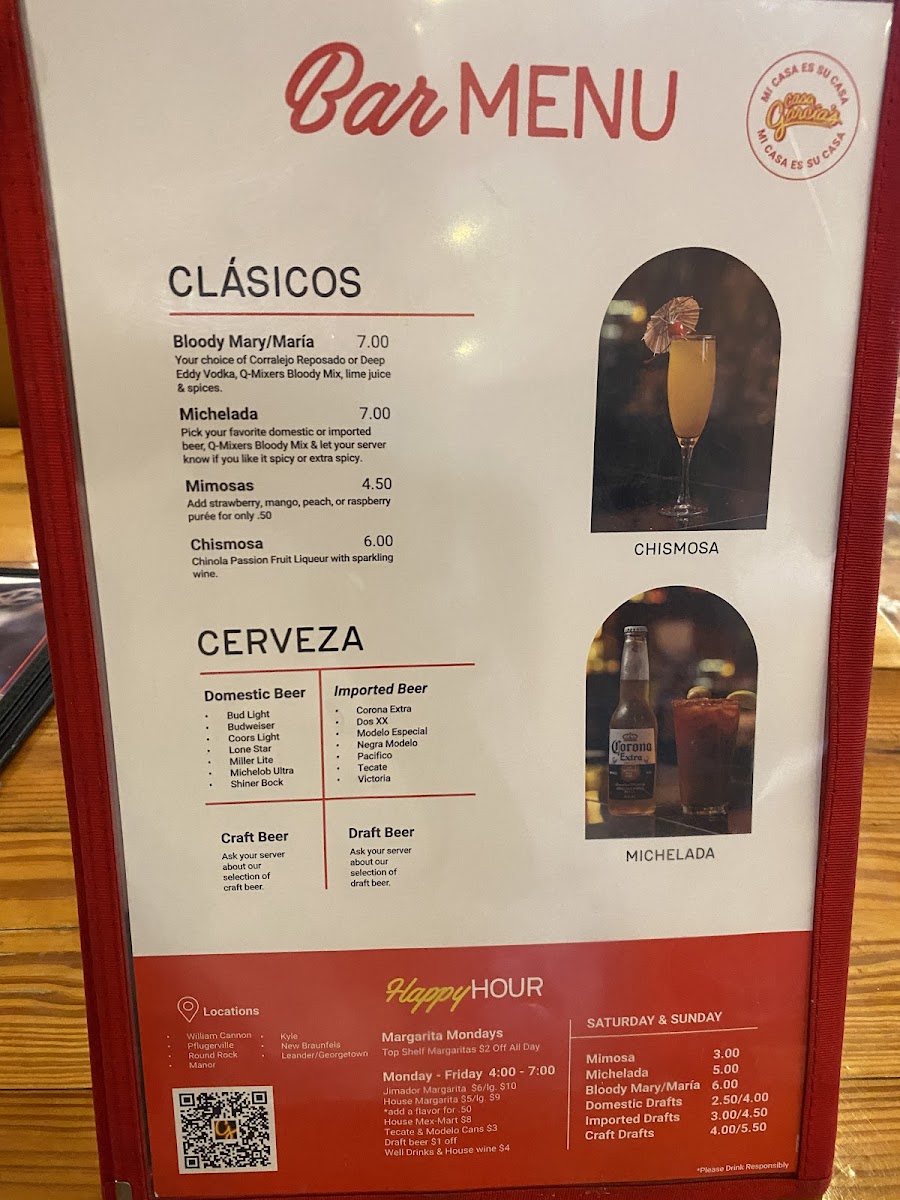 Bar MENU
MI CASA ES SU CASA
Casa
García's
MI CASA ES SU CASA
CLÁSICOS
Bloody Mary/María 7.00
Your choice of Corralejo Reposado or Deep
Eddy Vodka, Q-Mixers Bloody Mix, lime juice
& spices.
Michelada 7.00
Pick your favorite domestic or imported
beer, Q-Mixers Bloody Mix & let your server
know if you like it spicy or extra spicy.
Mimosas 4.50
Add strawberry, mango, peach, or raspberry
purée for only .50
Chismosa 6.00
Chinola Passion Fruit Liqueur with sparkling
wine.
CHISMOSA
CERVEZA
Domestic Beer
• Bud Light
• Budweiser
• Coors Light
• Lone Star
• Miller Lite
• Michelob Ultra
• Shiner Bock
Imported Beer
• Corona Extra
• Dos XX
• Modelo Especial
• Negra Modelo
• Pacifico
• Tecate
• Victoria
Craft Beer
Ask your server
about our
selection of
craft beer.
Draft Beer
Ask your server
about our
selection of
draft beer.
Corona
Extra
MICHELADA
Locations
• William Cannon
• Pflugerville
• Round Rock
• Manor
• Kyle
• New Braunfels
• Leander/Georgetown
Happy HOUR
Margarita Mondays
Top Shelf Margaritas $2 Off All Day
Monday - Friday 4:00 - 7:00
Jimador Margarita $6/lg. $10
House Margarita $5/lg. $9
*add a flavor for .50
House Mex-Mart $8
Tecate & Modelo Cans $3
Draft beer $1 off
Well Drinks & House wine $4
SATURDAY & SUNDAY
Mimosa 3.00
Michelada 5.00
Bloody Mary/María 6.00
Domestic Drafts 2.50/4.00
Imported Drafts 3.00/4.50
Craft Drafts 4.00/5.50
*Please Drink Responsibly